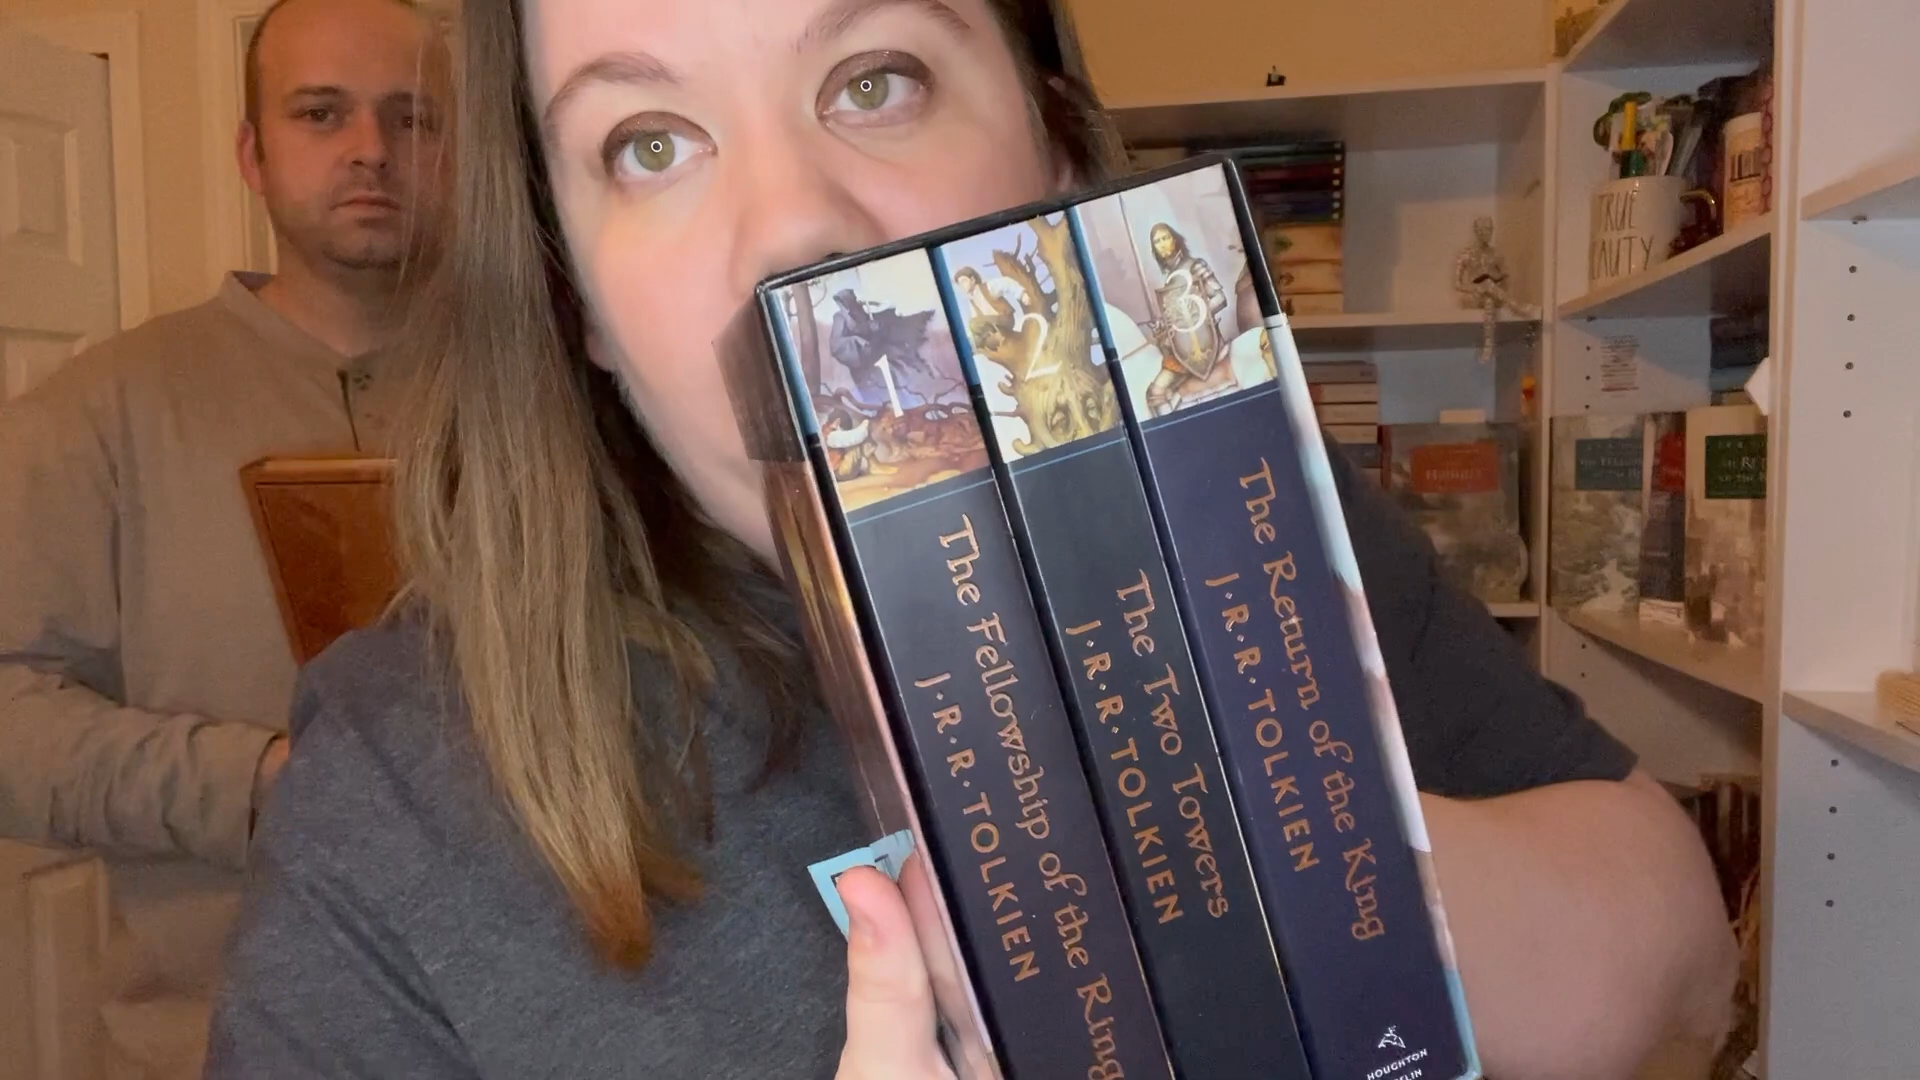 1
The Fellowship of the Ring
J·R·R·TOLKIEN
2
The Two Towers
J·R·R·TOLKIEN
3
The Return of the King
J·R·R·TOLKIEN
HOUGHTON
TRUE